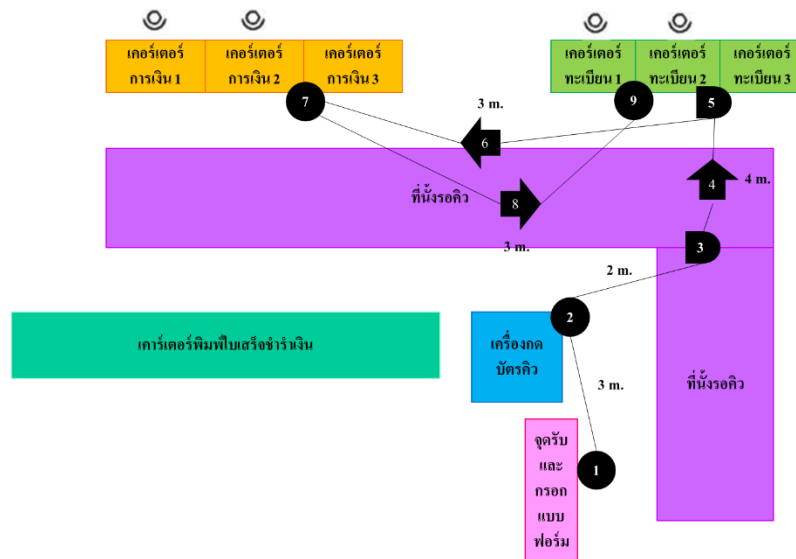 เคอร์เตอร์
การเงิน 1
เคอร์เตอร์
การเงิน 2
เคอร์เตอร์
การเงิน 3
เคอร์เตอร์
ทะเบียน 1
เคอร์เตอร์
ทะเบียน 2
เคอร์เตอร์
ทะเบียน 3
7
3 m.
9
5
6
4
4 m.
ที่นั้งรอคิว
8
3 m.
3
2 m.
2
เคาร์เตอร์พิมพ์ใบเสร็จชำรำเงิน
เครื่องกด
บัตรคิว
3 m.
ที่นั้งรอคิว
จุดรับ
และ
กรอก
แบบ
ฟอร์ม
1